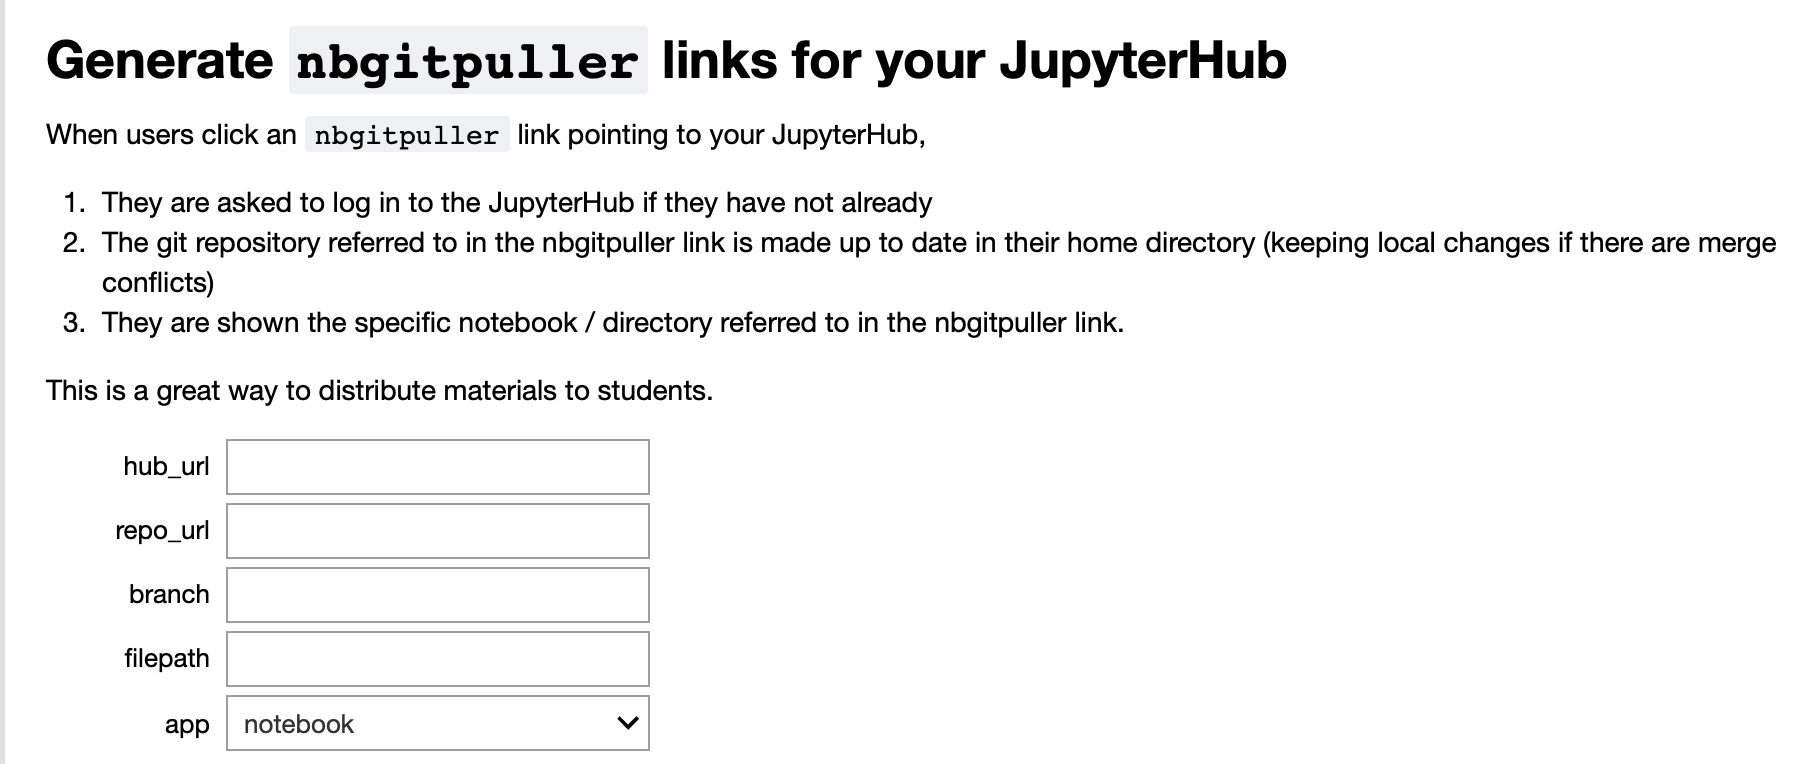 Generate nbgitpuller links for your JupyterHub
When users click an nbgitpuller link pointing to your JupyterHub,
1. They are asked to log in to the JupyterHub if they have not already
2. The git repository referred to in the nbgitpuller link is made up to date in their home directory (keeping local changes if there are merge
conflicts)
3. They are shown the specific notebook / directory referred to in the nbgitpuller link.
This is a great way to distribute materials to students.
hub_url
repo_url
branch
filepath
app notebook